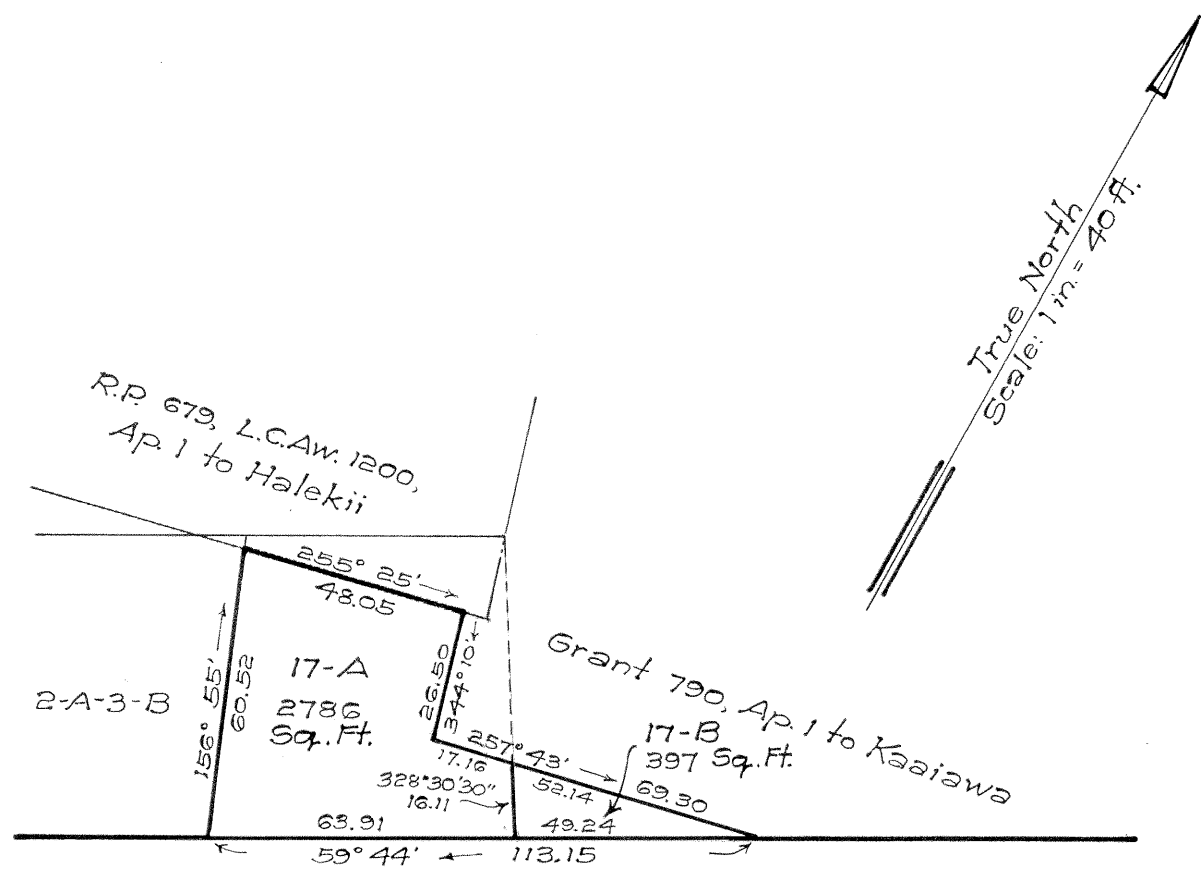 True North
Scale: 1 in. = 40 ft.
R.P. 679, L.C.Aw. 1200,
Ap. 1 to Halekii
255° 25'
48.05
2-A-3-B
156° 55'
60.52
17-A
2786
Sq. Ft.
26.50
344° 10'
Grant 790, Ap. 1 to Kaaiawa
17-B
397 Sq. Ft.
257° 43'
17.16
52.14
69.30
328°30'30"
16.11
63.91
49.24
59° 44'
113.15